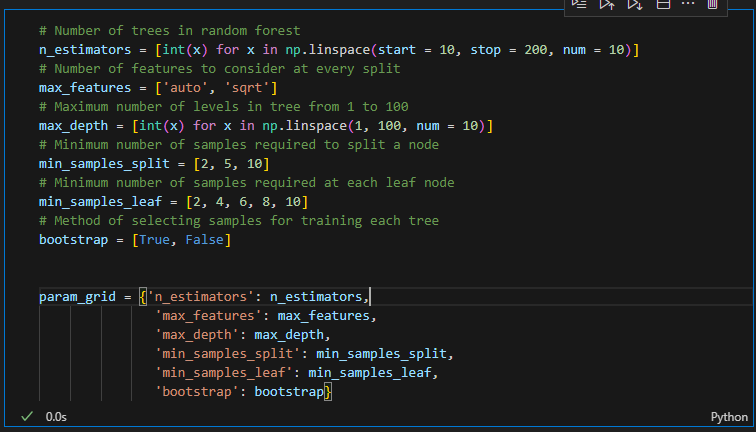 # Number of trees in random forest
n_estimators = [int(x) for x in np.linspace(start = 10, stop = 200, num = 10)]
# Number of features to consider at every split
max_features = ['auto', 'sqrt']
# Maximum number of levels in tree from 1 to 100
max_depth = [int(x) for x in np.linspace(1, 100, num = 10)]
# Minimum number of samples required to split a node
min_samples_split = [2, 5, 10]
# Minimum number of samples required at each leaf node
min_samples_leaf = [2, 4, 6, 8, 10]
# Method of selecting samples for training each tree
bootstrap = [True, False]
param_grid = {'n_estimators': n_estimators,
'max_features': max_features,
'max_depth': max_depth,
'min_samples_split': min_samples_split,
'min_samples_leaf': min_samples_leaf,
'bootstrap': bootstrap}
0.0s
Python